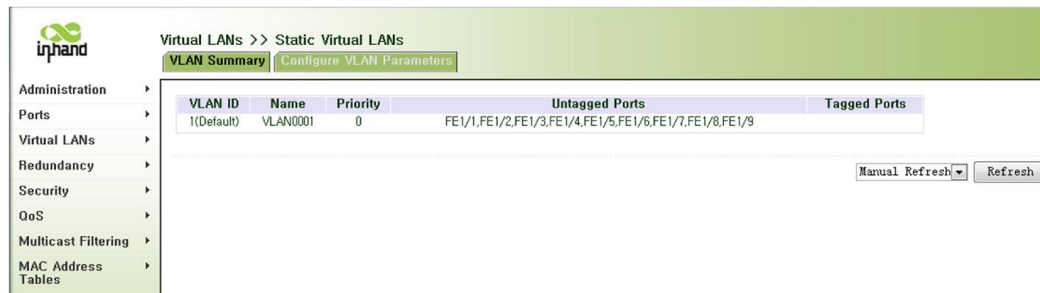 inhand
Virtual LANs >> Static Virtual LANs
VLAN Summary Configure VLAN Parameters
Administration
Ports
Virtual LANs
Redundancy
Security
QoS
Multicast Filtering
MAC Address
Tables
VLAN ID Name Priority Untagged Ports Tagged Ports
1(Default) VLAN0001 0 FE1/1,FE1/2,FE1/3,FE1/4,FE1/5,FE1/6,FE1/7,FE1/8,FE1/9
Manual Refresh Refresh